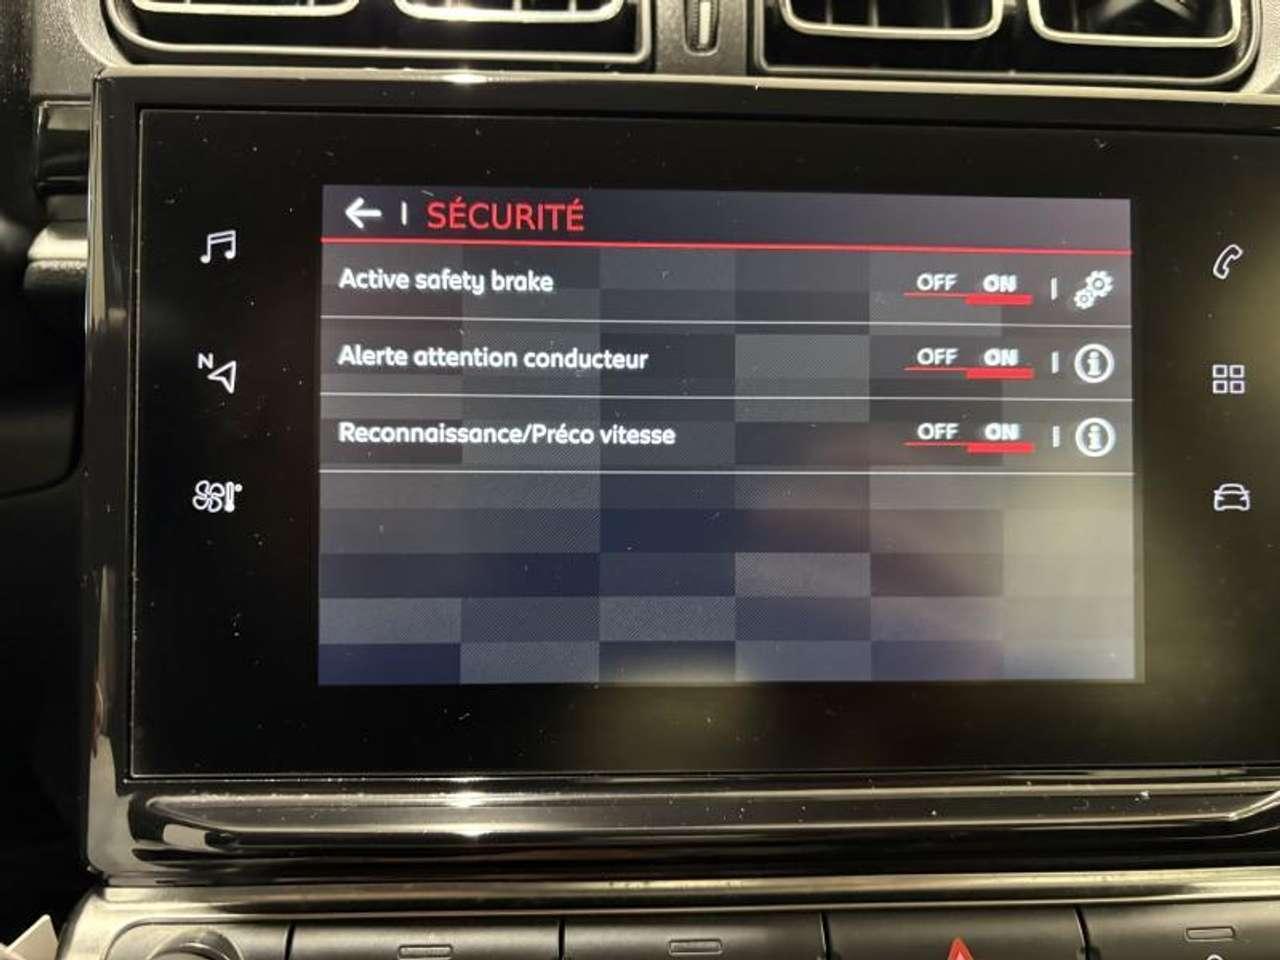 SÉCURITÉ
Active safety brake OFF ON
Alerte attention conducteur OFF ON
Reconnaissance/Préco vitesse OFF ON
N